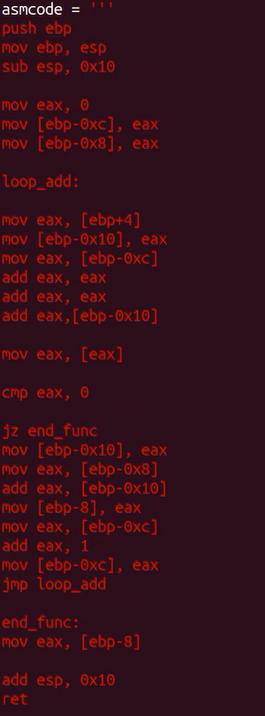 asmcode = '''
push ebp
mov ebp, esp
sub esp, 0x10
mov eax, 0
mov [ebp-0xc], eax
mov [ebp-0x8], eax
loop_add:
mov eax, [ebp+4]
mov [ebp-0x10], eax
mov eax, [ebp-0xc]
add eax, eax
add eax, eax
add eax,[ebp-0x10]
mov eax, [eax]
cmp eax, 0
jz end_func
mov [ebp-0x10], eax
mov eax, [ebp-0x8]
add eax, [ebp-0x10]
mov [ebp-8], eax
mov eax, [ebp-0xc]
add eax, 1
mov [ebp-0xc], eax
jmp loop_add
end_func:
mov eax, [ebp-8]
add esp, 0x10
ret